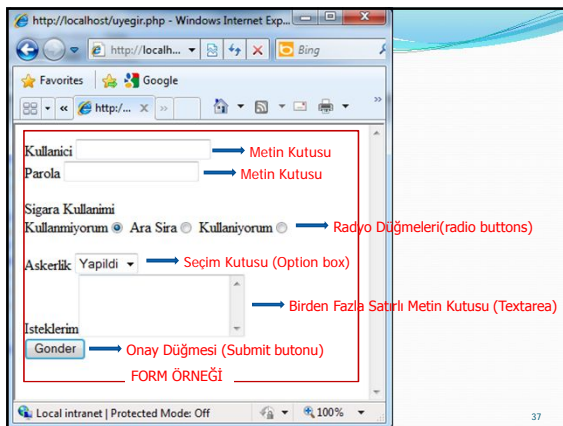 http://localhost/uyegir.php - Windows Internet Exp...
http://localh...
Bing
Favorites
Google
http:/...
Kullanici
Metin Kutusu
Parola
Metin Kutusu
Sigara Kullanimi
Kullanmiyorum Ara Sira Kullaniyorum
Radyo Düğmeleri(radio buttons)
Askerlik Yapildi
Seçim Kutusu (Option box)
Birden Fazla Satırlı Metin Kutusu (Textarea)
Isteklerim
Gonder
Onay Düğmesi (Submit butonu)
FORM ÖRNEĞİ
Local intranet | Protected Mode: Off
100%
37